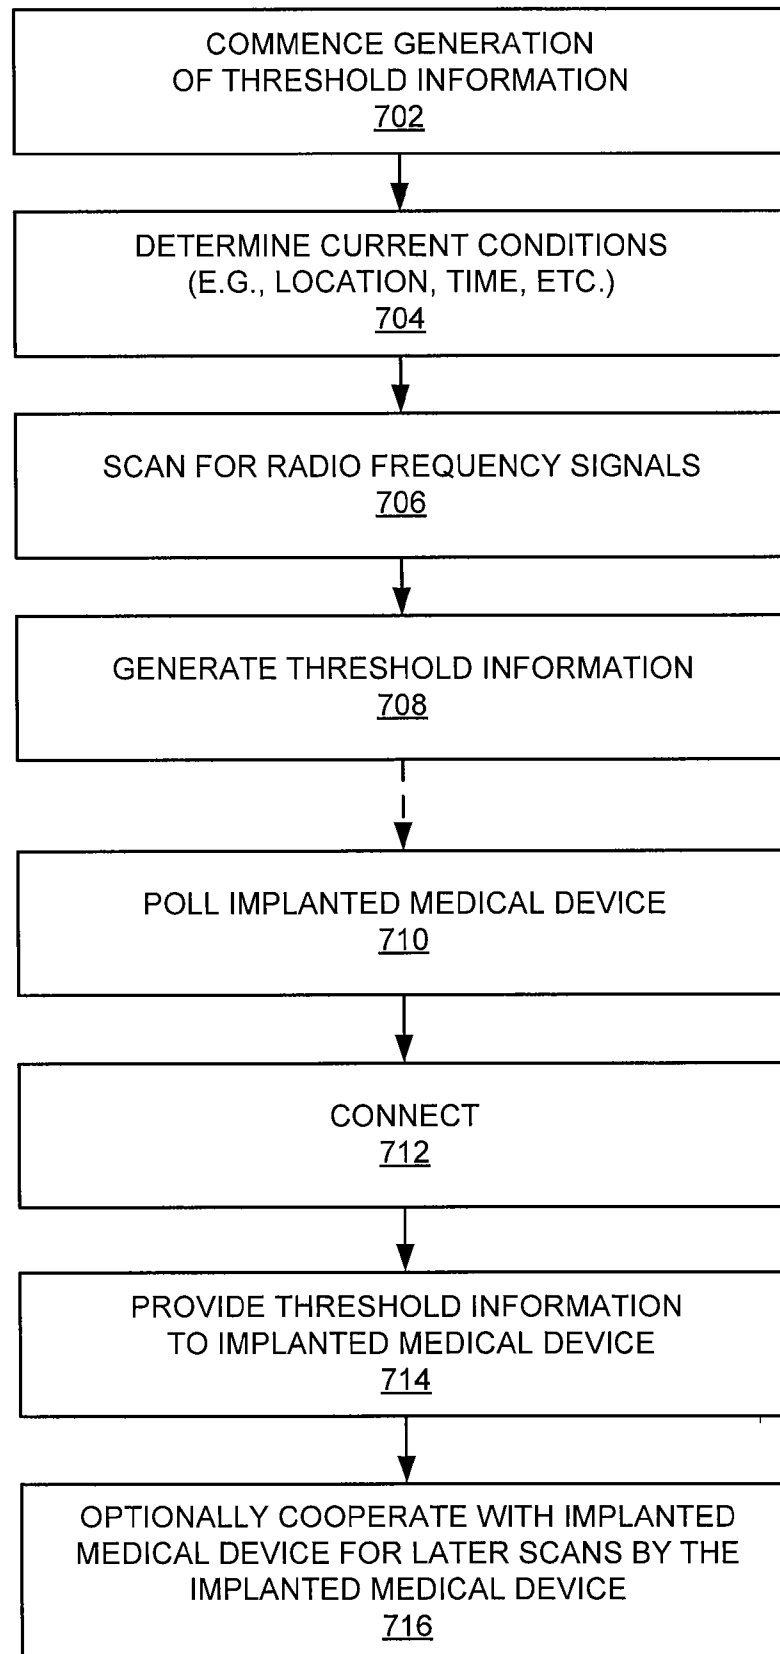 COMMENCE GENERATION
OF THRESHOLD INFORMATION
702
DETERMINE CURRENT CONDITIONS
(E.G., LOCATION, TIME, ETC.)
704
SCAN FOR RADIO FREQUENCY SIGNALS
706
GENERATE THRESHOLD INFORMATION
708
POLL IMPLANTED MEDICAL DEVICE
710
CONNECT
712
PROVIDE THRESHOLD INFORMATION
TO IMPLANTED MEDICAL DEVICE
714
OPTIONALLY COOPERATE WITH IMPLANTED
MEDICAL DEVICE FOR LATER SCANS BY THE
IMPLANTED MEDICAL DEVICE
716